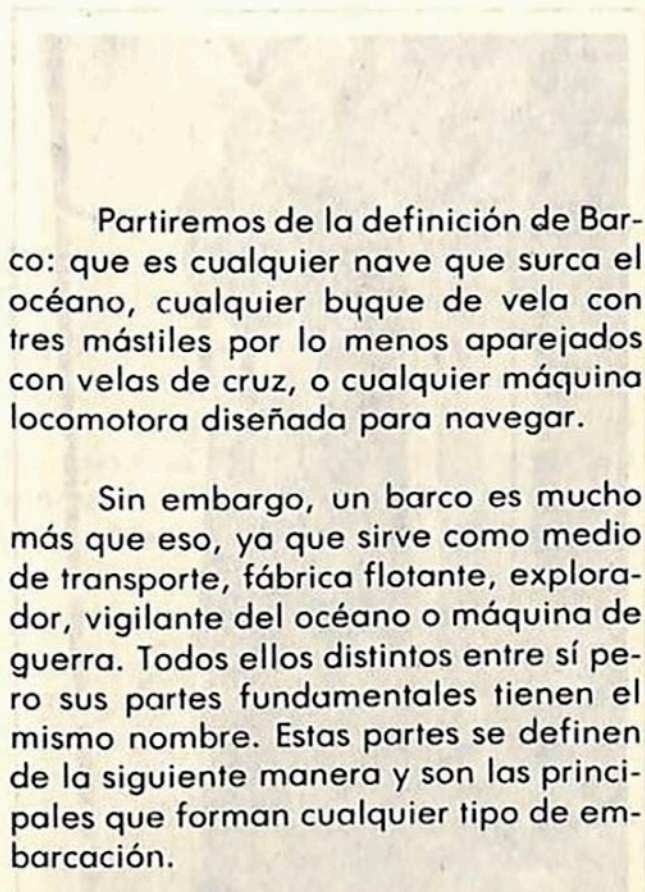 Partiremos de la definición de Bar-
co: que es cualquier nave que surca el
océano, cualquier buque de vela con
tres mástiles por lo menos aparejados
con velas de cruz, o cualquier máquina
locomotora diseñada para navegar.
Sin embargo, un barco es mucho
más que eso, ya que sirve como medio
de transporte, fábrica flotante, explora-
dor, vigilante del océano o máquina de
guerra. Todos ellos distintos entre sí pe-
ro sus partes fundamentales tienen el
mismo nombre. Estas partes se definen
de la siguiente manera y son las princi-
pales que forman cualquier tipo de em-
barcación.